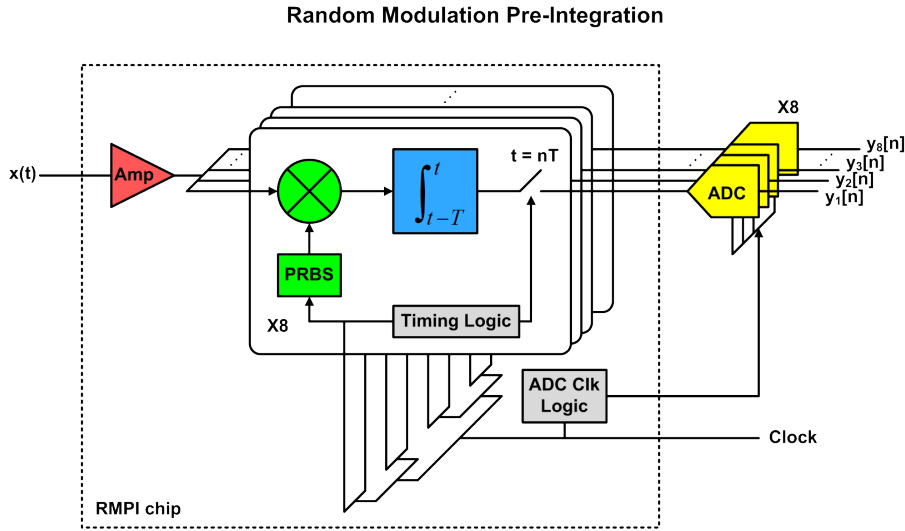 Random Modulation Pre-Integration
X8
y8[n]
t = nT
x(t)
Amp
y3[n]
y2[n]
∫ t t−T
ADC
y1[n]
PRBS
X8
Timing Logic
ADC Clk
Logic
Clock
RMPI chip